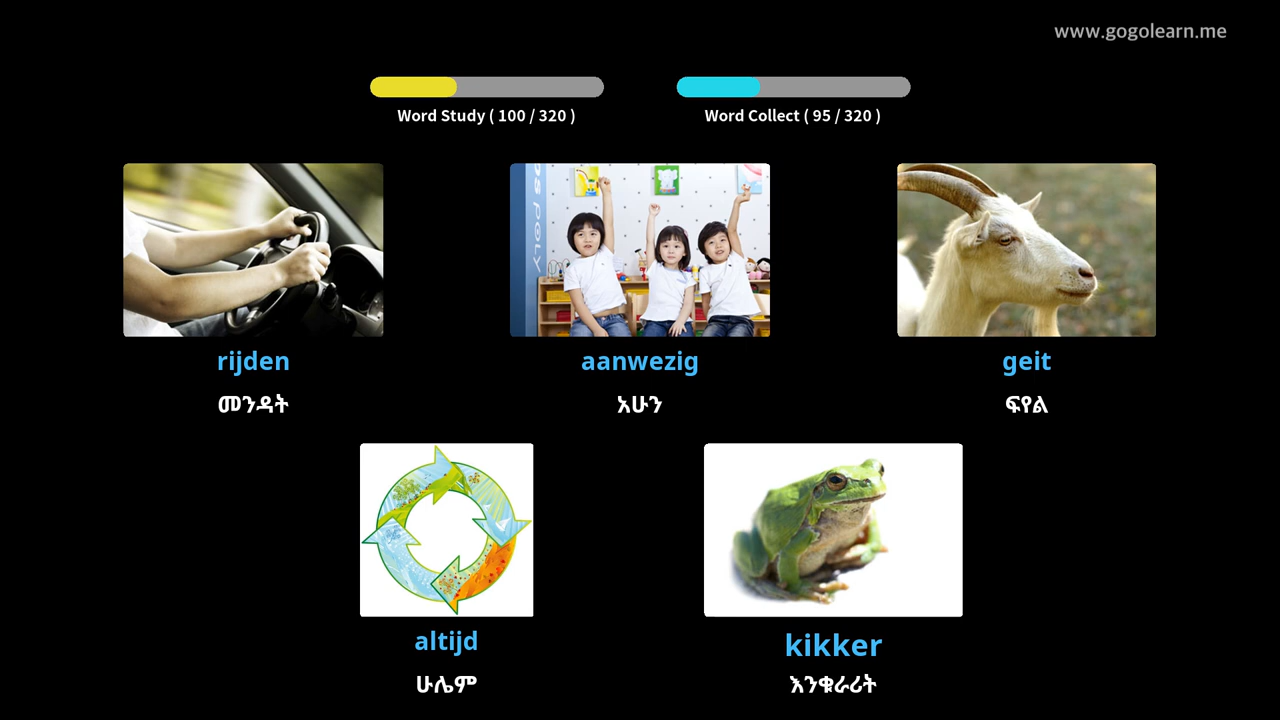 www.gogolearn.me
Word Study ( 100 / 320 )
Word Collect ( 95 / 320 )
rijden
aanwezig
geit
መንዳት
አሁን
ፍየል
altijd
kikker
ሁሌም
እንቁራሪት